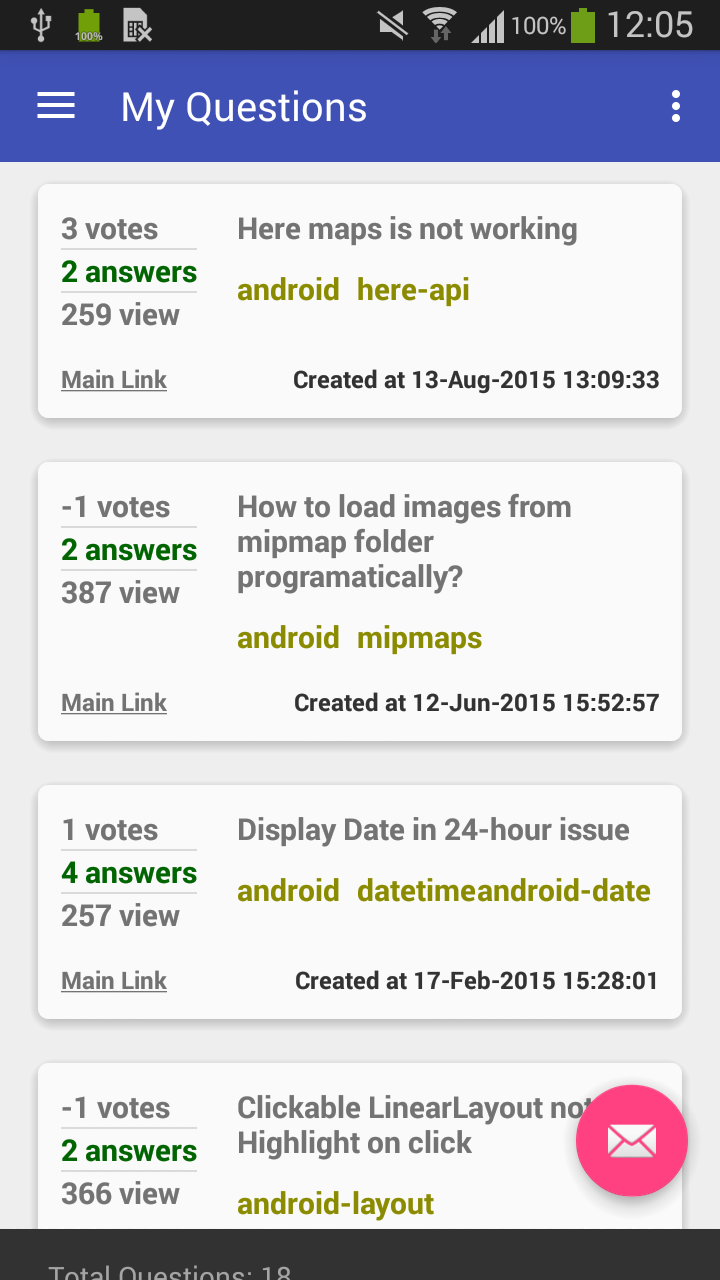 100% 100% 12:05
My Questions
3 votes
Here maps is not working
2 answers
android here-api
259 view
Main Link
Created at 13-Aug-2015 13:09:33
-1 votes
How to load images from
2 answers
mipmap folder
387 view
programatically?
android mipmaps
Main Link
Created at 12-Jun-2015 15:52:57
1 votes
Display Date in 24-hour issue
4 answers
android datetimeandroid-date
257 view
Main Link
Created at 17-Feb-2015 15:28:01
-1 votes
Clickable LinearLayout not
2 answers
Highlight on click
366 view
android-layout
Total Questions: 18